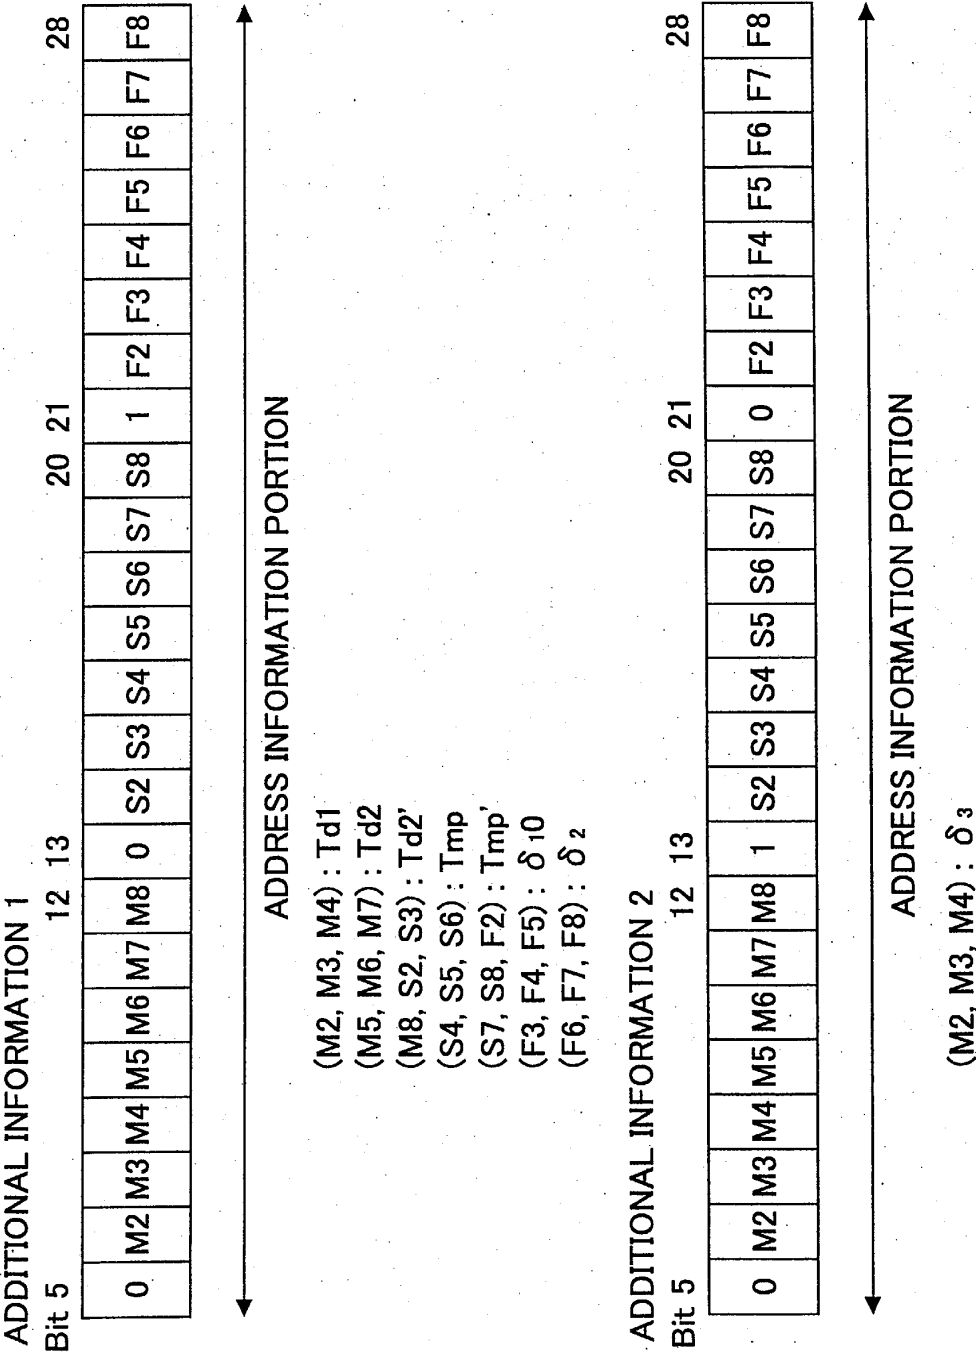 ADDITIONAL INFORMATION 1
Bit 5 12 13 20 21 28
0 M2 M3 M4 M5 M6 M7 M8 0 S2 S3 S4 S5 S6 S7 S8 1 F2 F3 F4 F5 F6 F7 F8
ADDRESS INFORMATION PORTION
(M2, M3, M4) : Td1
(M5, M6, M7) : Td2
(M8, S2, S3) : Td2'
(S4, S5, S6) : Tmp
(S7, S8, F2) : Tmp'
(F3, F4, F5) : δ10
(F6, F7, F8) : δ2
ADDITIONAL INFORMATION 2
Bit 5 12 13 20 21 28
0 M2 M3 M4 M5 M6 M7 M8 1 S2 S3 S4 S5 S6 S7 S8 0 F2 F3 F4 F5 F6 F7 F8
ADDRESS INFORMATION PORTION
(M2, M3, M4) : δ3